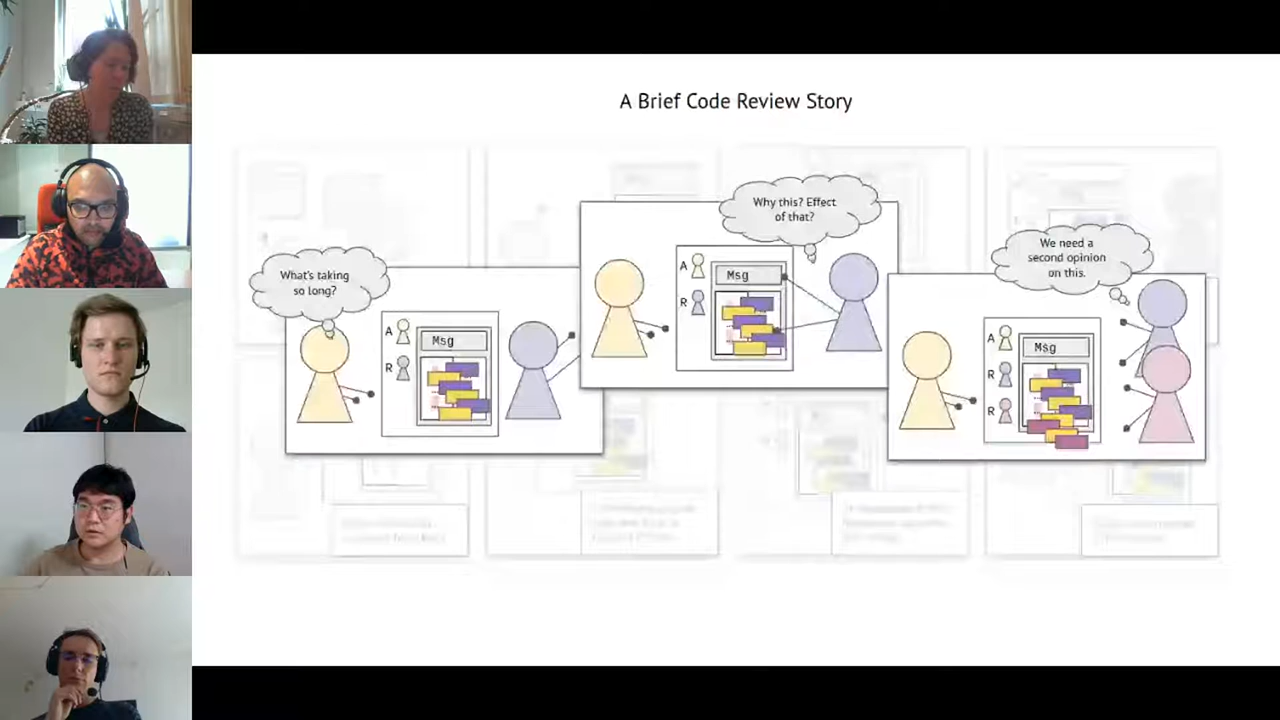 A Brief Code Review Story
What's taking
so long?
A
R
Msg
Why this? Effect
of that?
A
R
Msg
We need a
second opinion
on this.
A
R
R
Msg